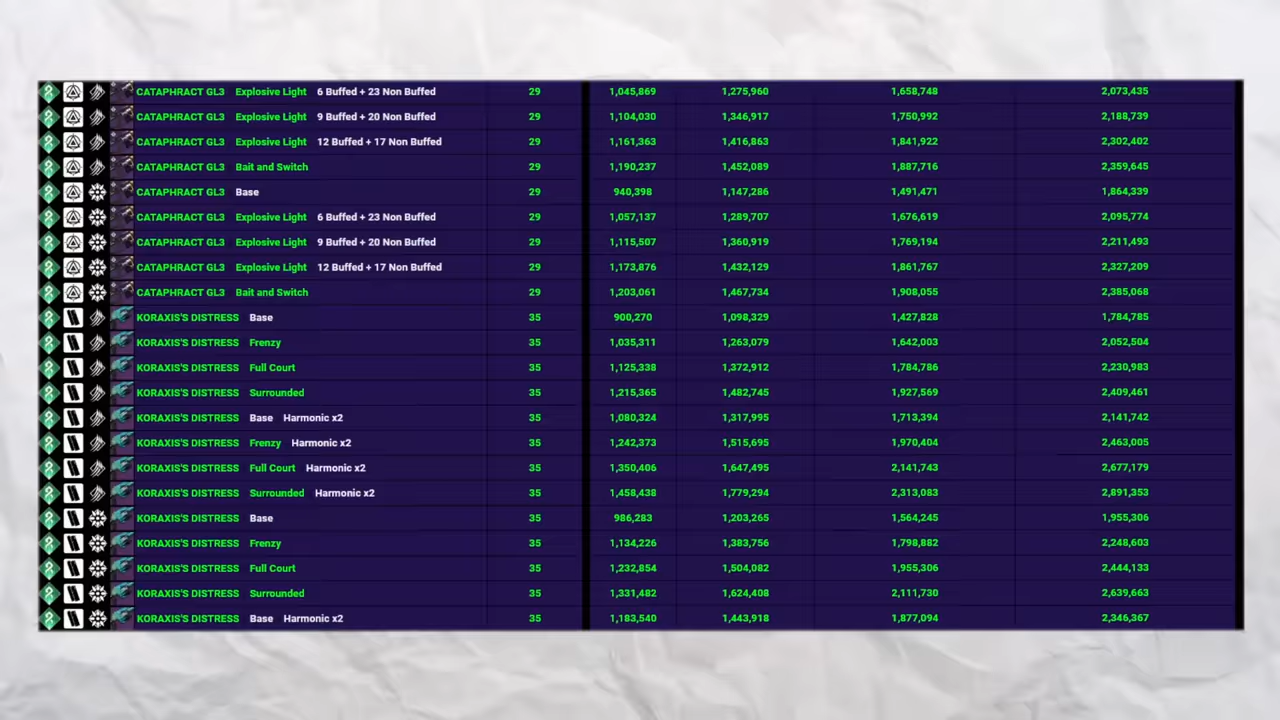 CATAPHRACT GL3 Explosive Light 6 Buffed + 23 Non Buffed 29 1,045,869 1,275,960 1,658,748 2,073,435
CATAPHRACT GL3 Explosive Light 9 Buffed + 20 Non Buffed 29 1,104,030 1,346,917 1,750,992 2,188,739
CATAPHRACT GL3 Explosive Light 12 Buffed + 17 Non Buffed 29 1,161,363 1,416,863 1,841,922 2,302,402
CATAPHRACT GL3 Bait and Switch 29 1,190,237 1,452,089 1,887,716 2,359,645
CATAPHRACT GL3 Base 29 940,398 1,147,286 1,491,471 1,864,339
CATAPHRACT GL3 Explosive Light 6 Buffed + 23 Non Buffed 29 1,057,137 1,289,707 1,676,619 2,095,774
CATAPHRACT GL3 Explosive Light 9 Buffed + 20 Non Buffed 29 1,115,507 1,360,919 1,769,194 2,211,493
CATAPHRACT GL3 Explosive Light 12 Buffed + 17 Non Buffed 29 1,173,876 1,432,129 1,861,767 2,327,209
CATAPHRACT GL3 Bait and Switch 29 1,203,061 1,467,734 1,908,055 2,385,068
KORAXIS'S DISTRESS Base 35 900,270 1,098,329 1,427,828 1,784,785
KORAXIS'S DISTRESS Frenzy 35 1,035,311 1,263,079 1,642,003 2,052,504
KORAXIS'S DISTRESS Full Court 35 1,125,338 1,372,912 1,784,786 2,230,983
KORAXIS'S DISTRESS Surrounded 35 1,215,365 1,482,745 1,927,569 2,409,461
KORAXIS'S DISTRESS Base Harmonic x2 35 1,080,324 1,317,995 1,713,394 2,141,742
KORAXIS'S DISTRESS Frenzy Harmonic x2 35 1,242,373 1,515,695 1,970,404 2,463,005
KORAXIS'S DISTRESS Full Court Harmonic x2 35 1,350,406 1,647,495 2,141,743 2,677,179
KORAXIS'S DISTRESS Surrounded Harmonic x2 35 1,458,438 1,779,294 2,313,083 2,891,353
KORAXIS'S DISTRESS Base 35 986,283 1,203,265 1,564,245 1,955,306
KORAXIS'S DISTRESS Frenzy 35 1,134,226 1,383,756 1,798,882 2,248,603
KORAXIS'S DISTRESS Full Court 35 1,232,854 1,504,082 1,955,306 2,444,133
KORAXIS'S DISTRESS Surrounded 35 1,331,482 1,624,408 2,111,730 2,639,663
KORAXIS'S DISTRESS Base Harmonic x2 35 1,183,540 1,443,918 1,877,094 2,346,367